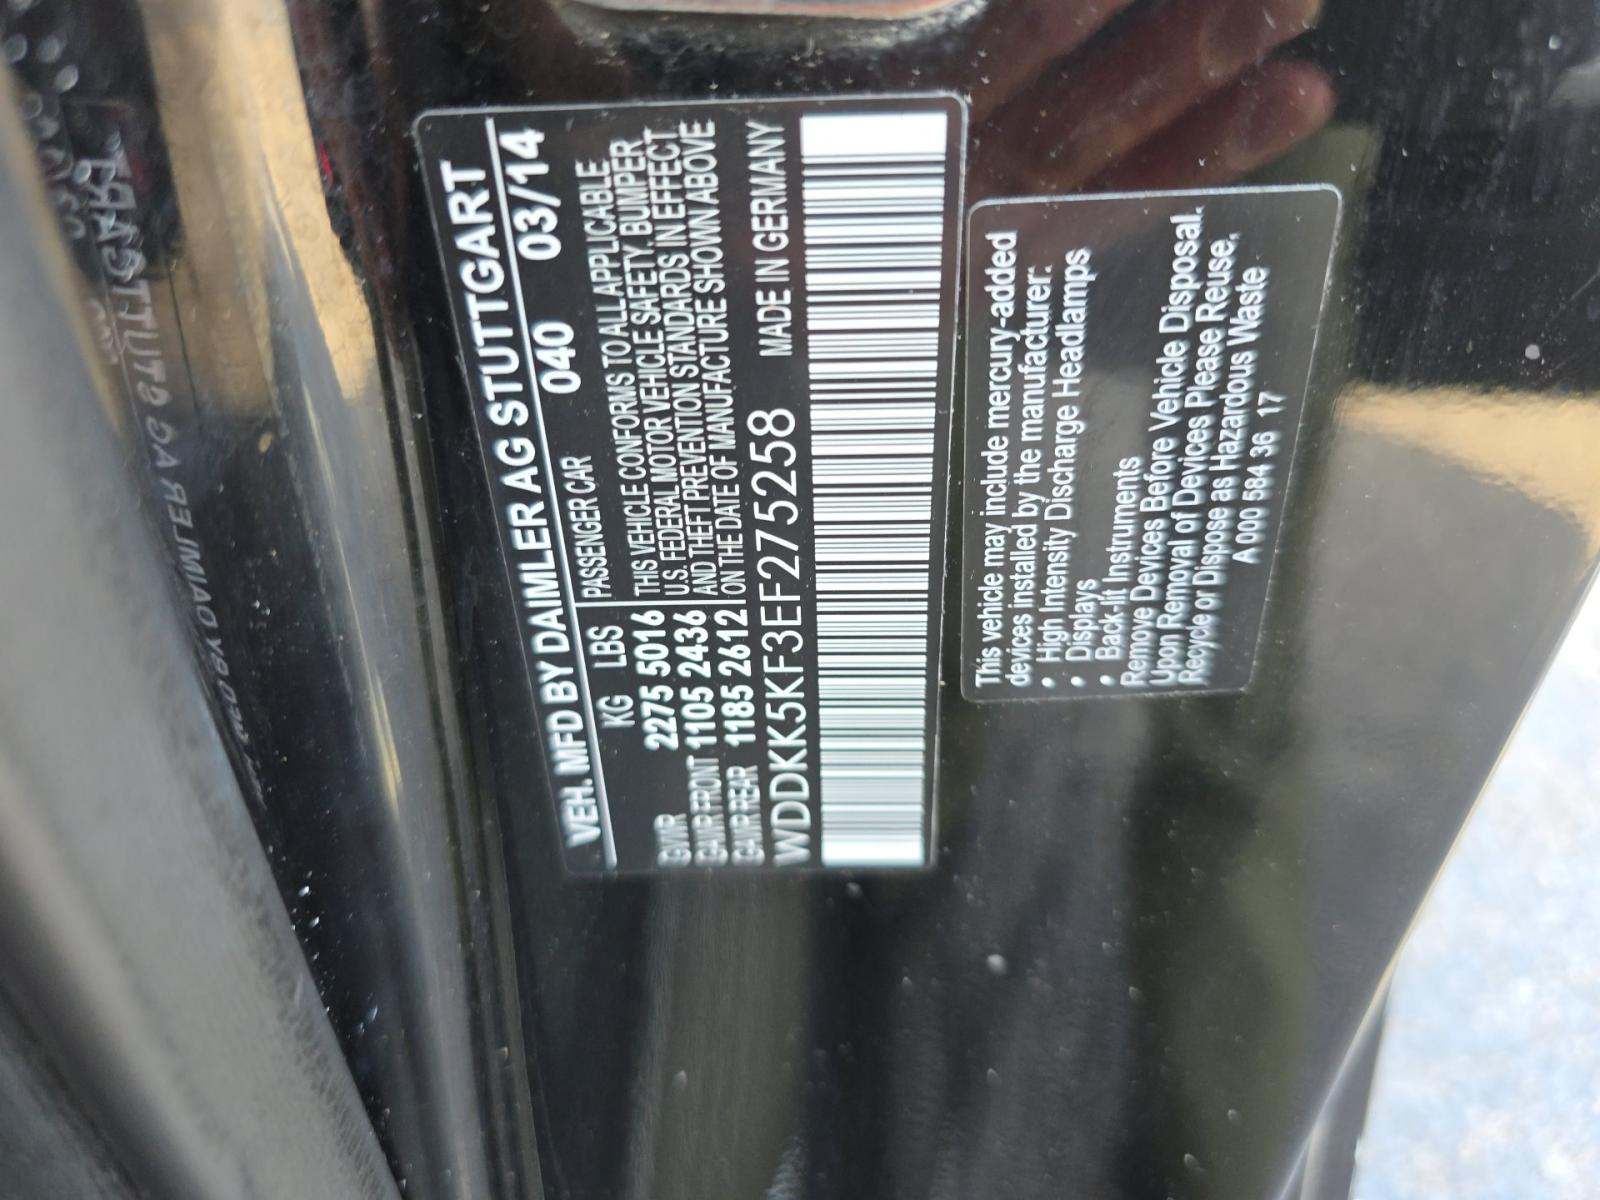 VEH. MFD BY DAIMLER AG STUTTGART
040 03/14
KG LBS PASSENGER CAR
GVWR 2275 5016 THIS VEHICLE CONFORMS TO ALL APPLICABLE
GAWR FRONT 1105 2436 U.S. FEDERAL MOTOR VEHICLE SAFETY, BUMPER
GAWR REAR 1185 2612 AND THEFT PREVENTION STANDARDS IN EFFECT
ON THE DATE OF MANUFACTURE SHOWN ABOVE
WDDKK5KF3EF275258 MADE IN GERMANY
This vehicle may include mercury-added
devices installed by the manufacturer:
• High Intensity Discharge Headlamps
• Displays
• Back-lit Instruments
Remove Devices Before Vehicle Disposal.
Upon Removal of Devices Please Reuse,
Recycle or Dispose as Hazardous Waste
A 000 584 36 17